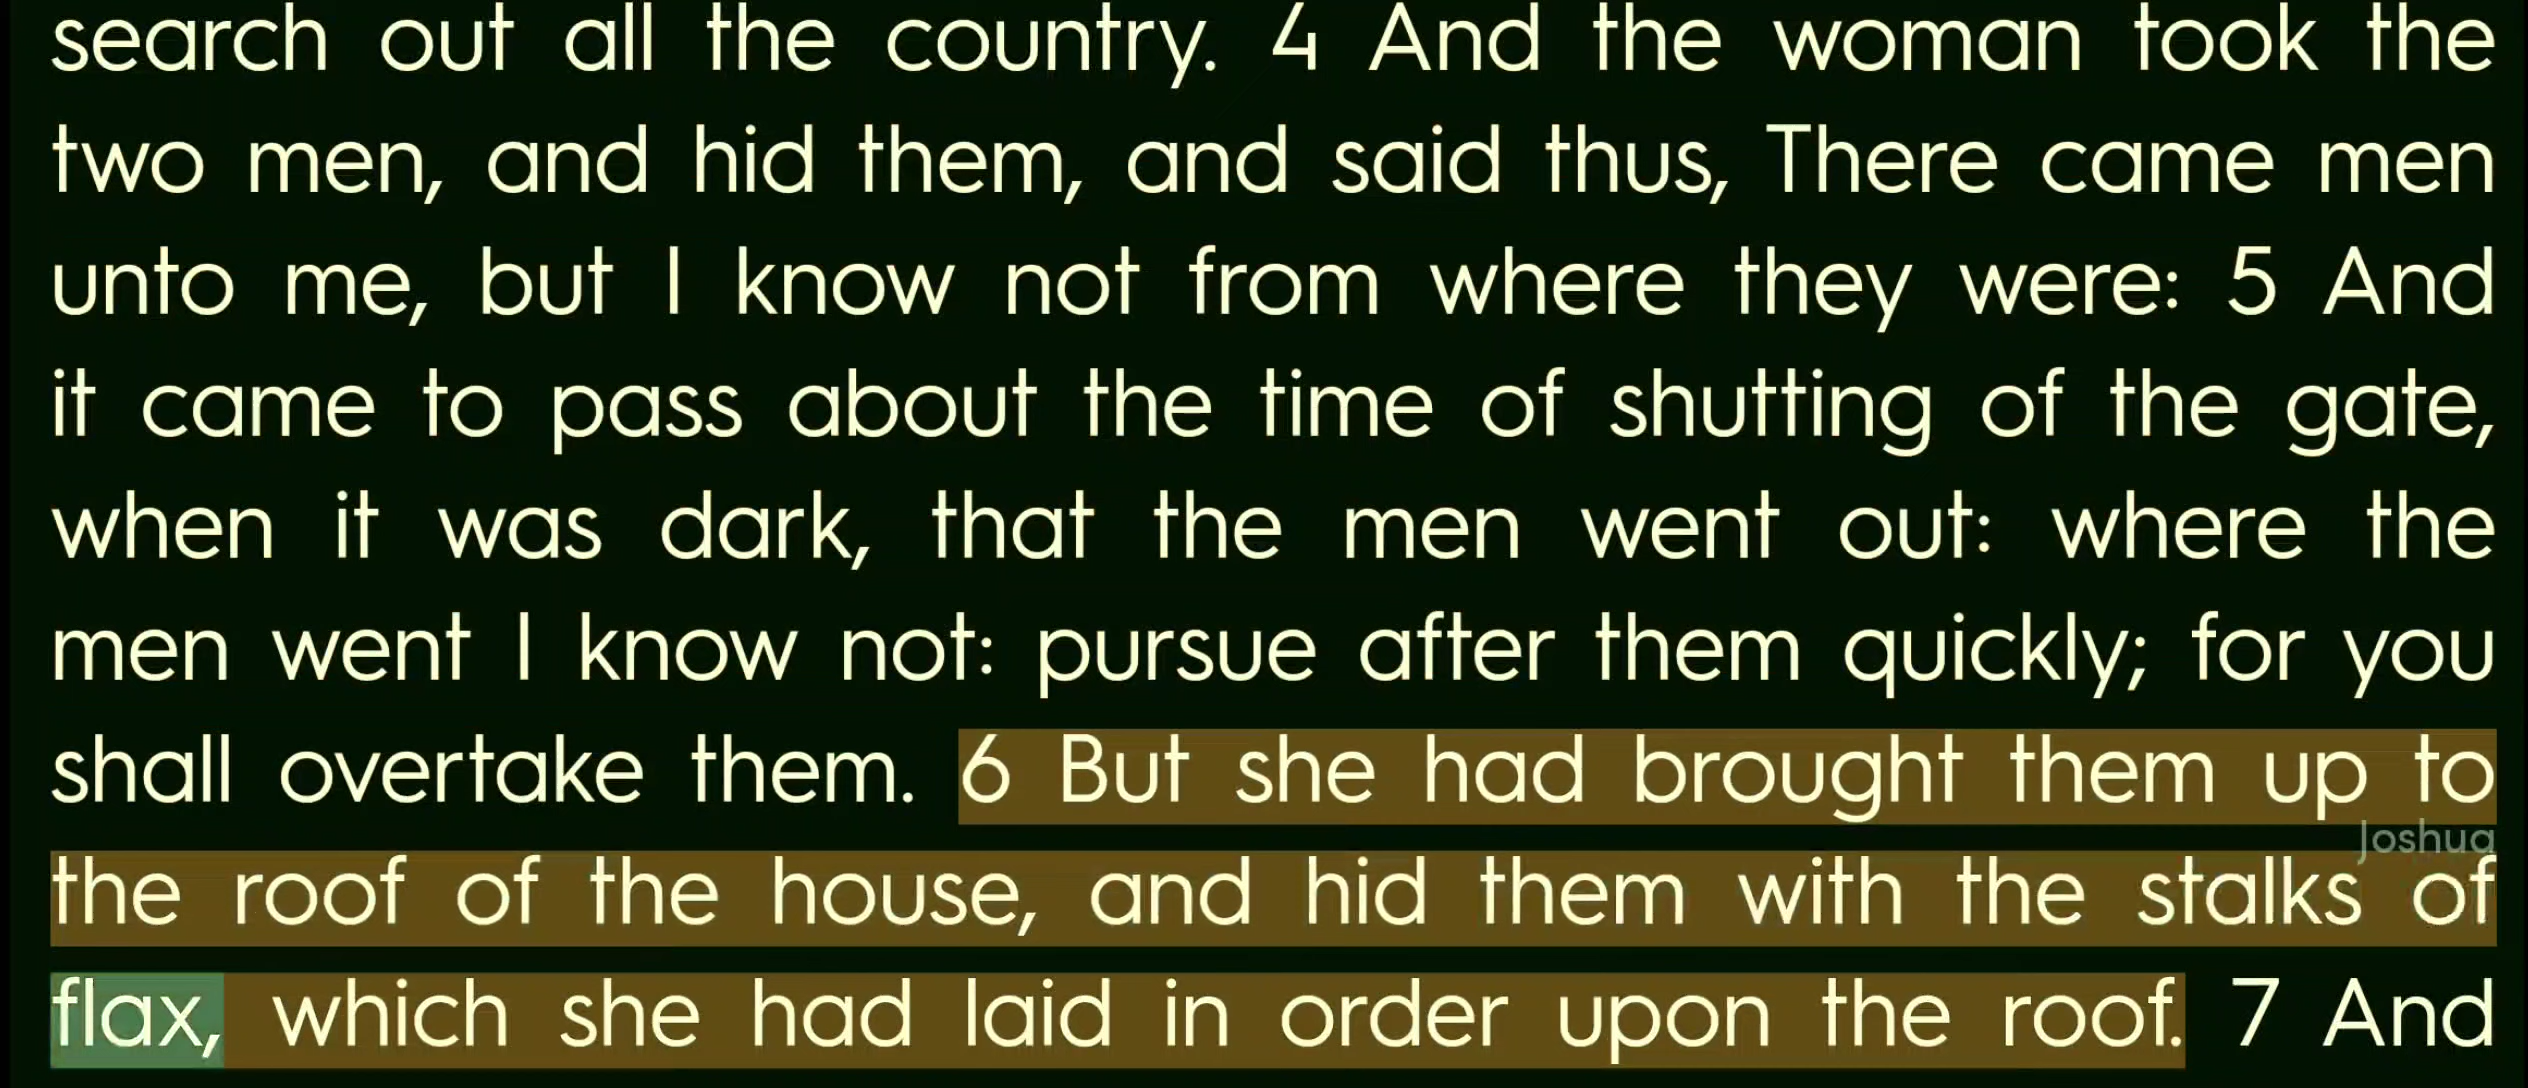 search out all the country. 4 And the woman took the
two men, and hid them, and said thus, There came men
unto me, but I know not from where they were: 5 And
it came to pass about the time of shutting of the gate,
when it was dark, that the men went out: where the
men went I know not: pursue after them quickly; for you
shall overtake them. 6 But she had brought them up to
Joshua
the roof of the house, and hid them with the stalks of
flax, which she had laid in order upon the roof. 7 And